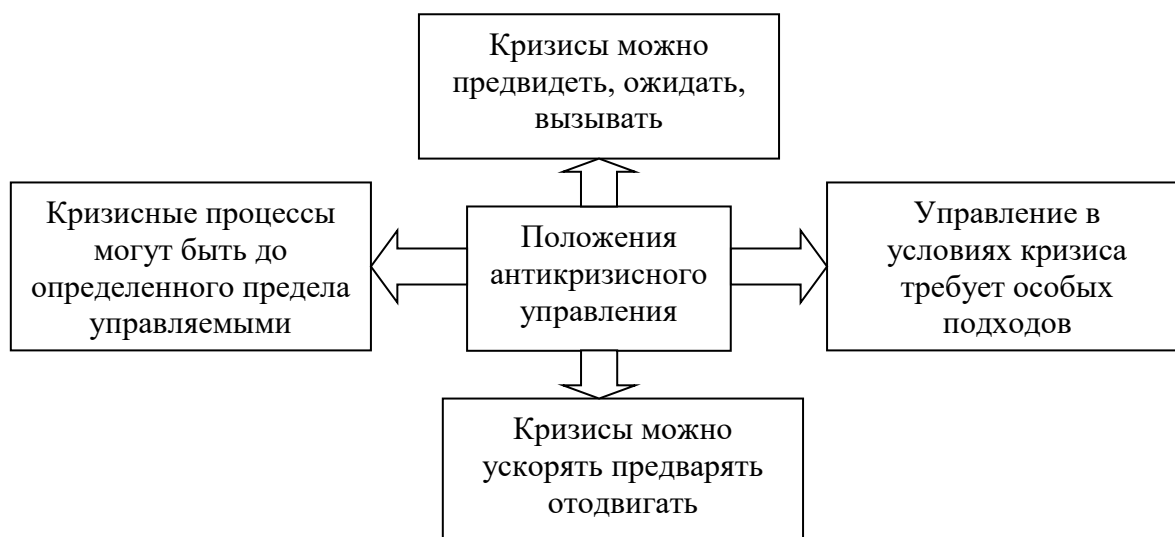 Кризисы можно
предвидеть, ожидать,
вызывать
Кризисные процессы
могут быть до
определенного предела
управляемыми
Положения
антикризисного
управления
Управление в
условиях кризиса
требует особых
подходов
Кризисы можно
ускорять предварять
отодвигать